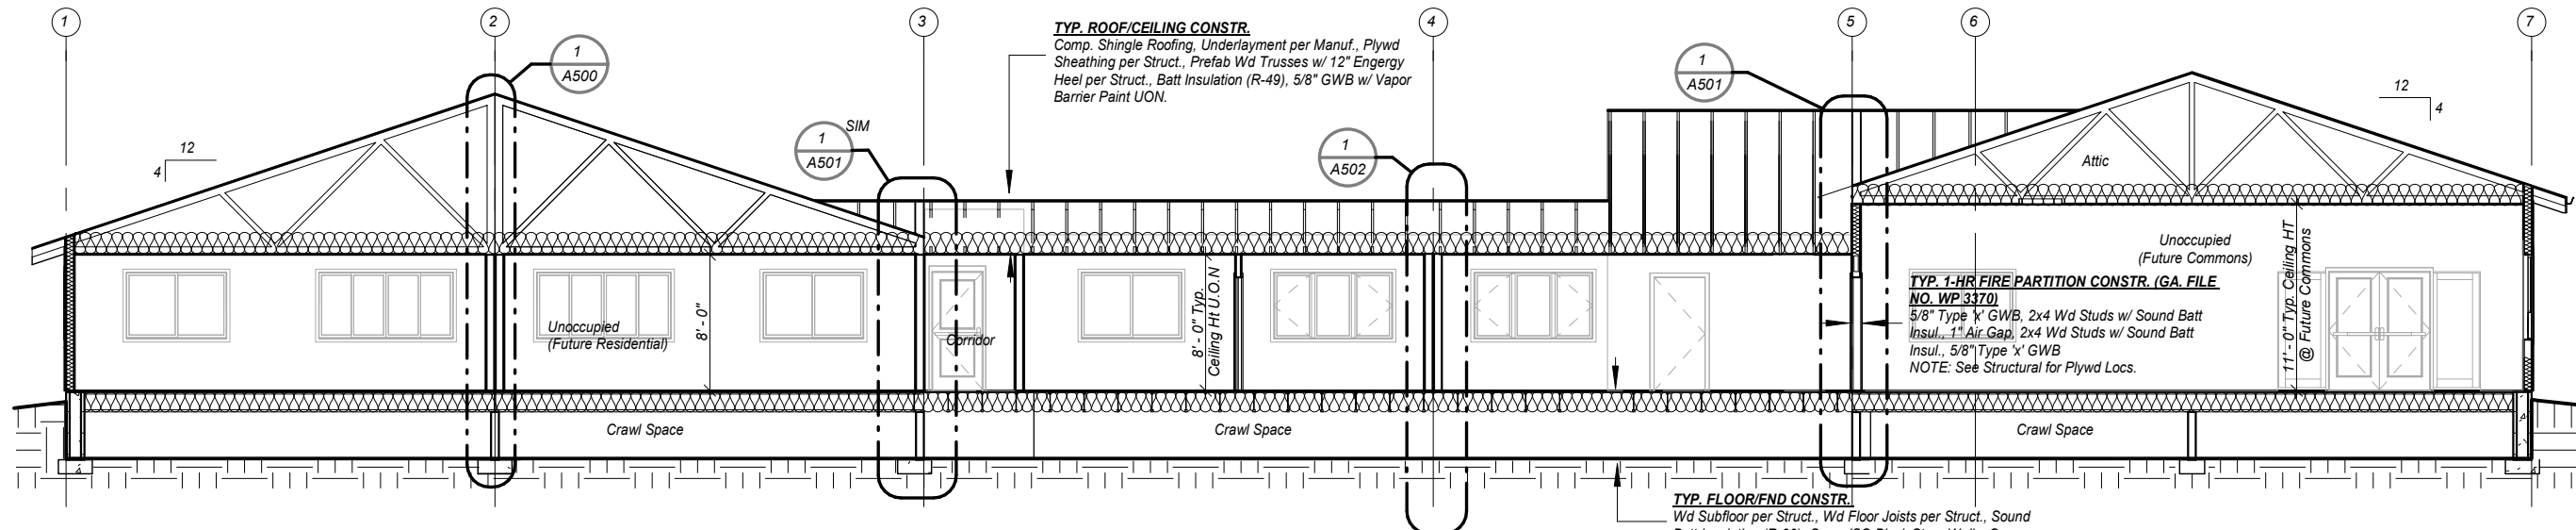 1
2
3
4
5
6
7
1
A500
TYP. ROOF/CEILING CONSTR.
Comp. Shingle Roofing, Underlayment per Manuf., Plywd
Sheathing per Struct., Prefab Wd Trusses w/ 12" Engergy
Heel per Struct., Batt Insulation (R-49), 5/8" GWB w/ Vapor
Barrier Paint UON.
1
A501
12
4
SIM
1
A501
12
4
1
A502
Attic
Unoccupied
(Future Commons)
11' - 0" Typ. Ceiling HT
@ Future Commons
TYP. 1-HR FIRE PARTITION CONSTR. (GA. FILE
NO. WP 3370)
5/8" Type 'x' GWB, 2x4 Wd Studs w/ Sound Batt
Insul., 1" Air Gap, 2x4 Wd Studs w/ Sound Batt
Insul., 5/8" Type 'x' GWB
NOTE: See Structural for Plywd Locs.
Unoccupied
(Future Residential)
8' - 0"
Corridor
8' - 0" Typ.
Ceiling Ht U.O.N
Crawl Space
Crawl Space
Crawl Space
TYP. FLOOR/FND CONSTR.
Wd Subfloor per Struct., Wd Floor Joists per Struct., Sound